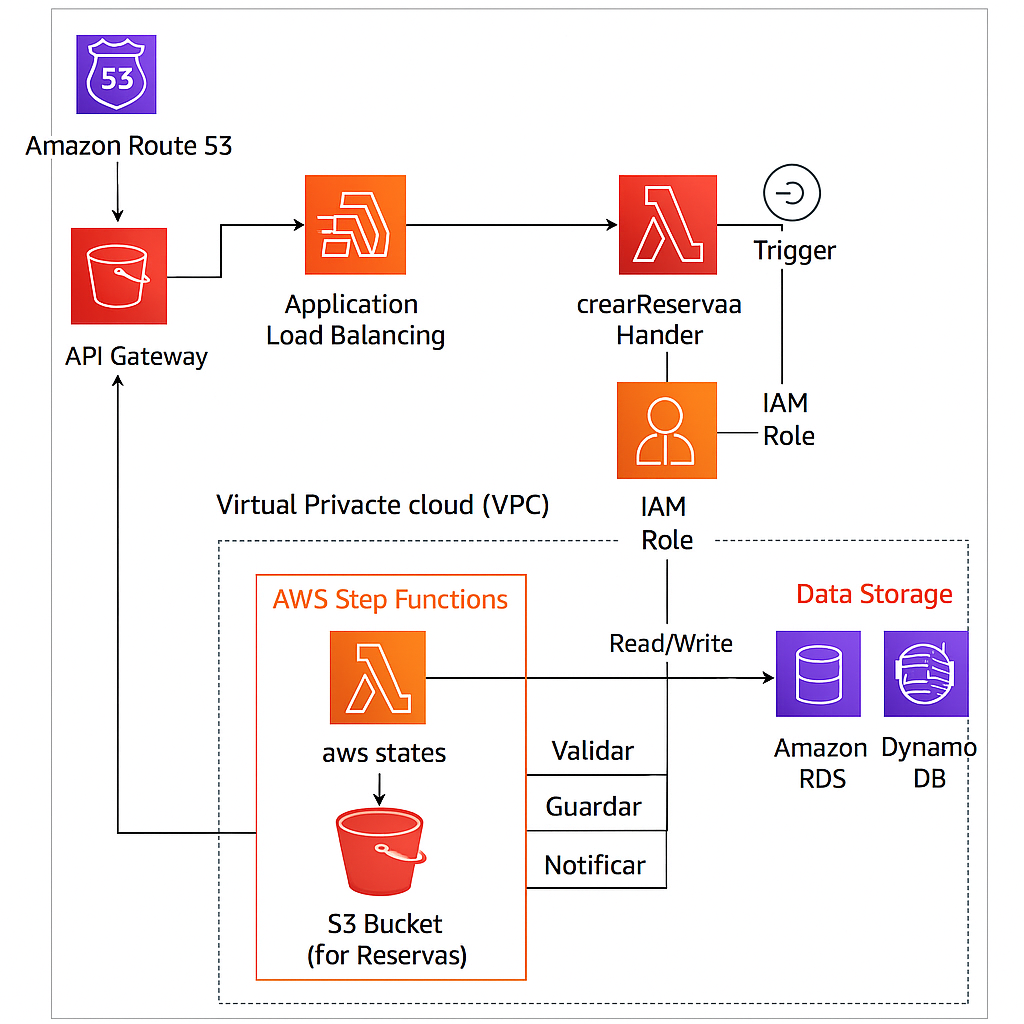 53
Amazon Route 53
API Gateway
Application
Load Balancing
crearReservaa
Hander
Trigger
IAM
Role
IAM
Role
Virtual Privacte cloud (VPC)
AWS Step Functions
aws states
S3 Bucket
(for Reservas)
Read/Write
Validar
Guardar
Notificar
Data Storage
Amazon
RDS
Dynamo
DB